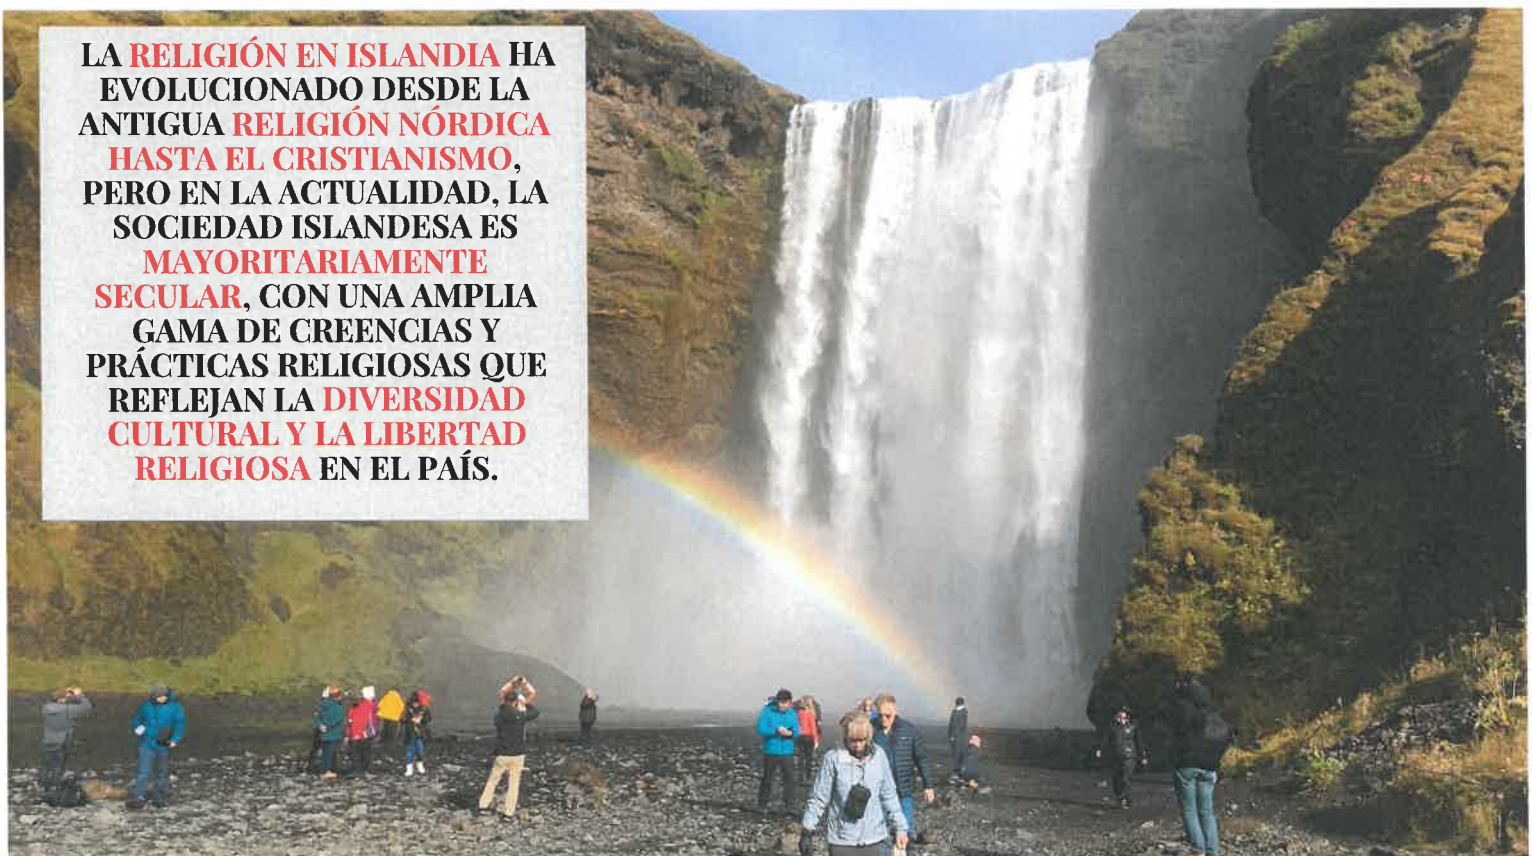 LA RELIGIÓN EN ISLANDIA HA
EVOLUCIONADO DESDE LA
ANTIGUA RELIGIÓN NÓRDICA
HASTA EL CRISTIANISMO,
PERO EN LA ACTUALIDAD, LA
SOCIEDAD ISLANDESA ES
MAYORITARIAMENTE
SECULAR, CON UNA AMPLIA
GAMA DE CREENCIAS Y
PRÁCTICAS RELIGIOSAS QUE
REFLEJAN LA DIVERSIDAD
CULTURAL Y LA LIBERTAD
RELIGIOSA EN EL PAÍS.